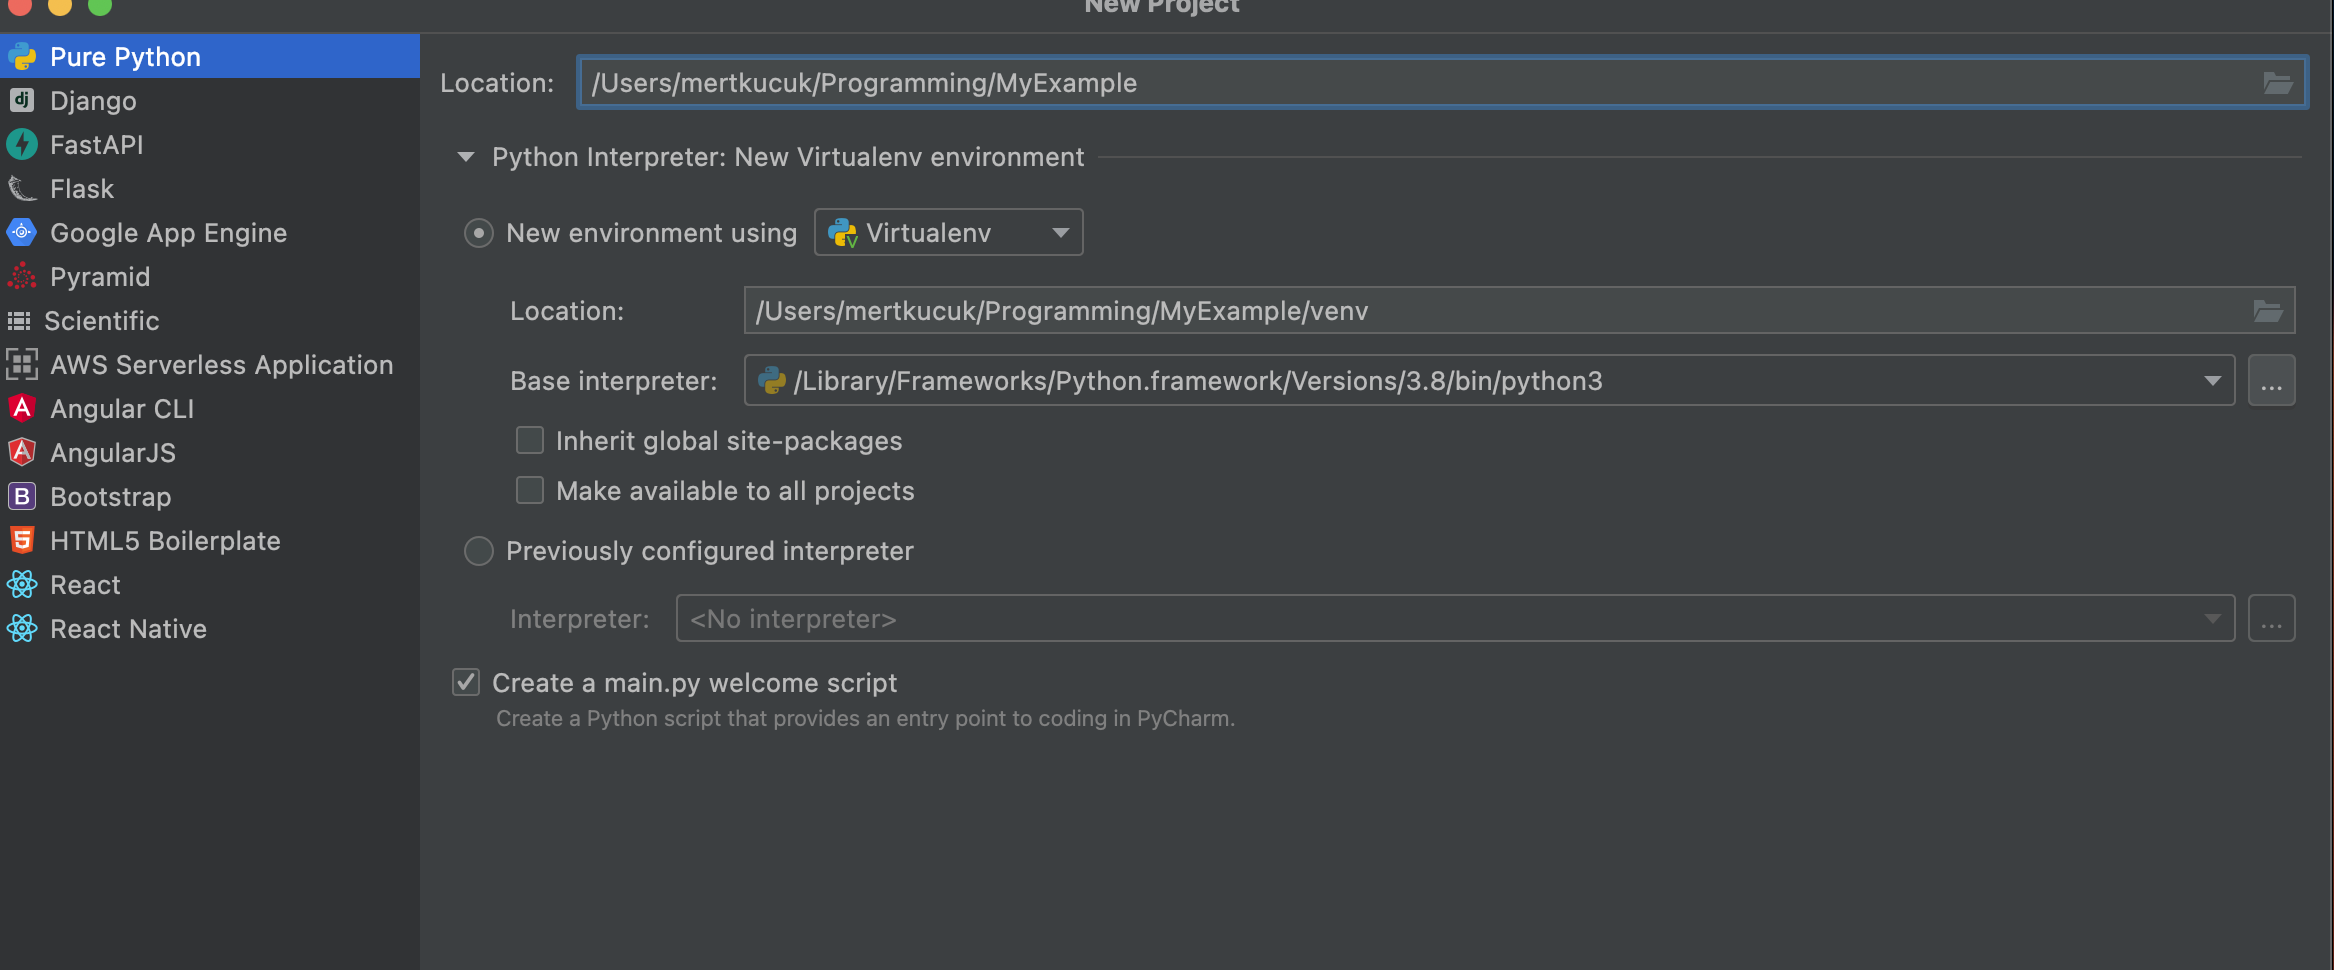 New Project
Pure Python
Django
FastAPI
Flask
Google App Engine
Pyramid
Scientific
AWS Serverless Application
Angular CLI
AngularJS
Bootstrap
HTML5 Boilerplate
React
React Native
Location: /Users/mertkucuk/Programming/MyExample
Python Interpreter: New Virtualenv environment
New environment using Virtualenv
Location: /Users/mertkucuk/Programming/MyExample/venv
Base interpreter: /Library/Frameworks/Python.framework/Versions/3.8/bin/python3 ...
Inherit global site-packages
Make available to all projects
Previously configured interpreter
Interpreter: <No interpreter> ...
Create a main.py welcome script
Create a Python script that provides an entry point to coding in PyCharm.